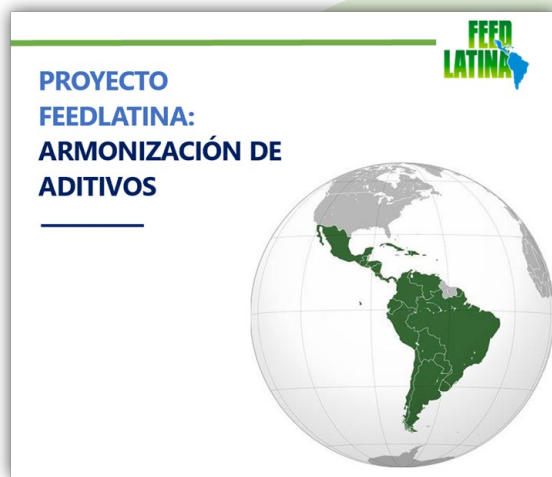 FEED
LATINA
PROYECTO
FEEDLATINA:
ARMONIZACIÓN DE
ADITIVOS